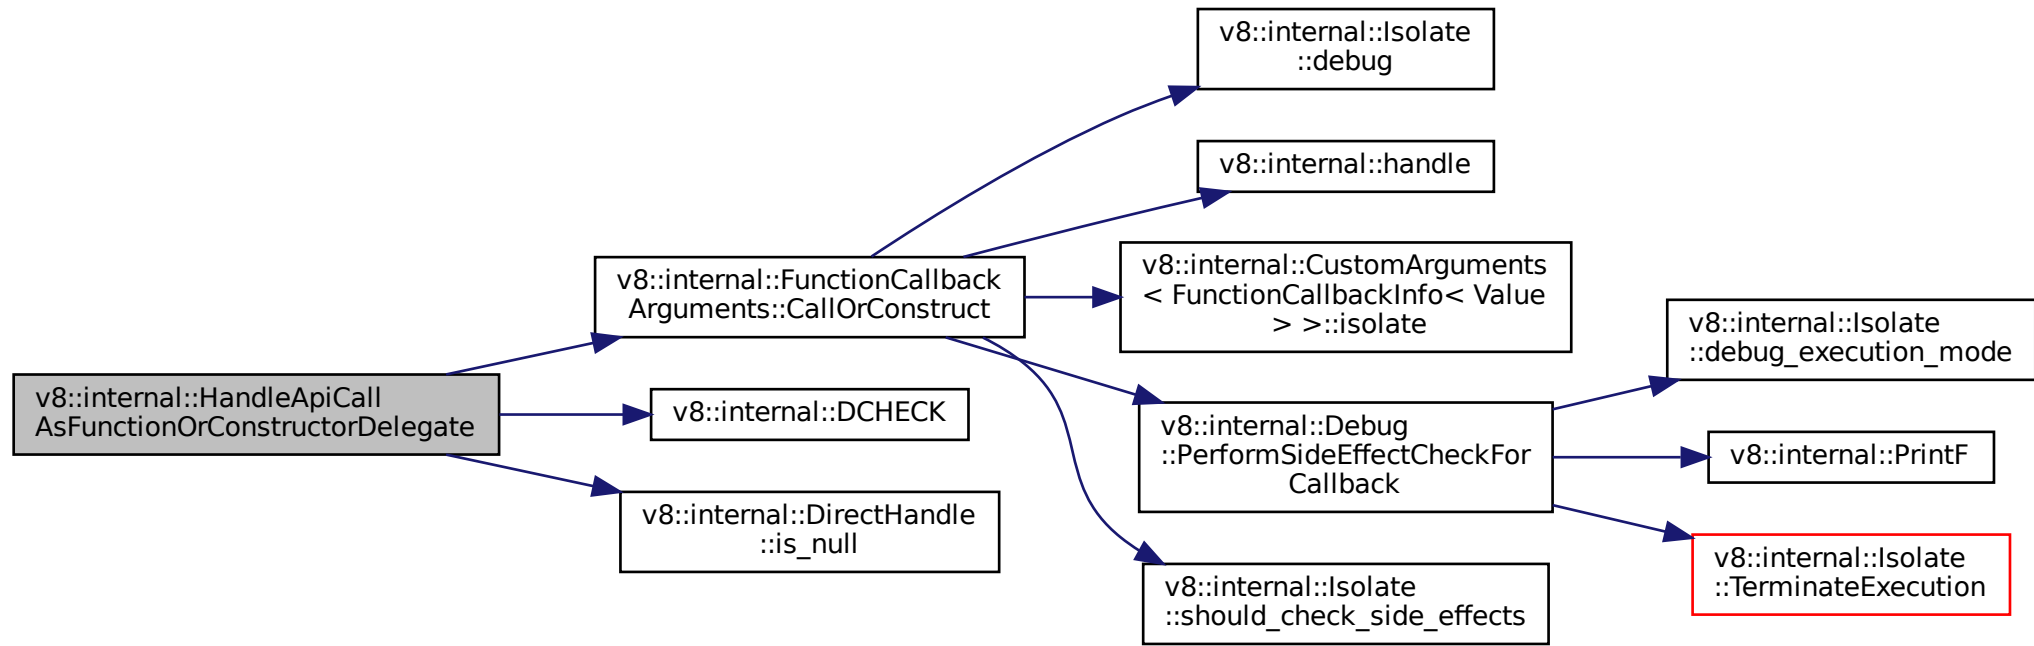 v8::internal::Isolate
::debug
v8::internal::handle
v8::internal::CustomArguments
< FunctionCallbackInfo< Value
> >::isolate
v8::internal::FunctionCallback
Arguments::CallOrConstruct
v8::internal::Isolate
::debug_execution_mode
v8::internal::HandleApiCall
AsFunctionOrConstructorDelegate
v8::internal::DCHECK
v8::internal::Debug
::PerformSideEffectCheckFor
Callback
v8::internal::PrintF
v8::internal::DirectHandle
::is_null
v8::internal::Isolate
::TerminateExecution
v8::internal::Isolate
::should_check_side_effects